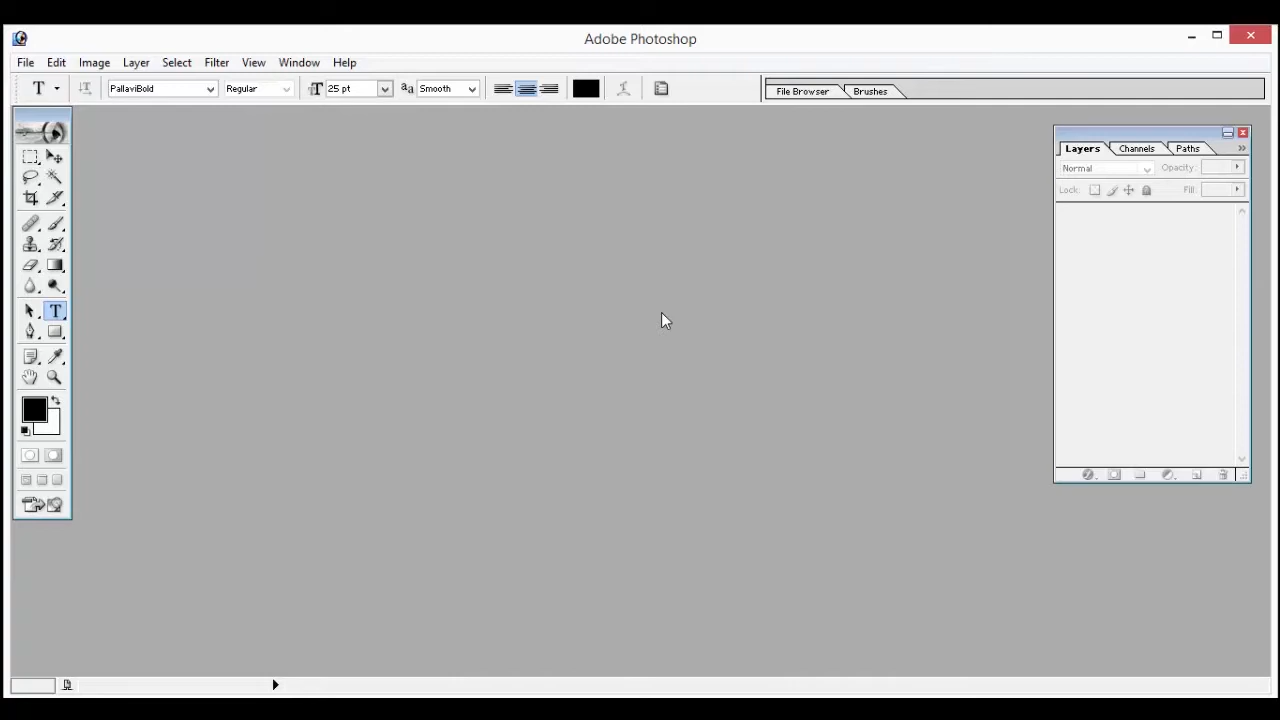 Adobe Photoshop
File Edit Image Layer Select Filter View Window Help
T PallaviBold Regular T 25 pt aa Smooth File Browser Brushes
Layers Channels Paths
Normal Opacity:
Lock: Fill:
T